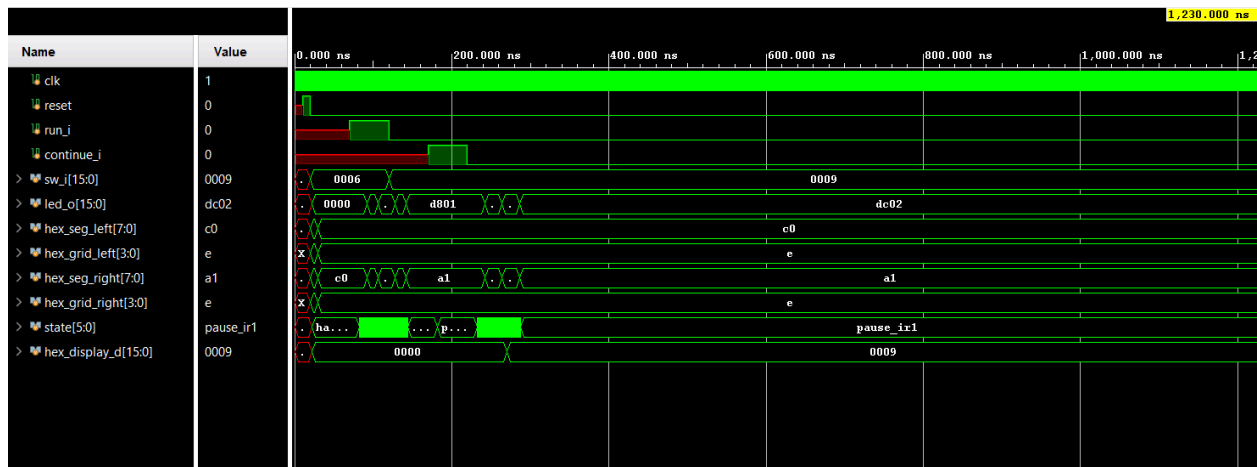 1,230.000 ns
Name Value
0.000 ns 200.000 ns 400.000 ns 600.000 ns 800.000 ns 1,000.000 ns 1,2
clk 1
reset 0
run_i 0
continue_i 0
sw_i[15:0] 0009 . 0006 0009
led_o[15:0] dc02 . 0000 . d801 . . dc02
hex_seg_left[7:0] c0 . c0
hex_grid_left[3:0] e X e
hex_seg_right[7:0] a1 . c0 . a1 . . a1
hex_grid_right[3:0] e X e
state[5:0] pause_ir1 . ha... ... p... pause_ir1
hex_display_d[15:0] 0009 . 0000 0009